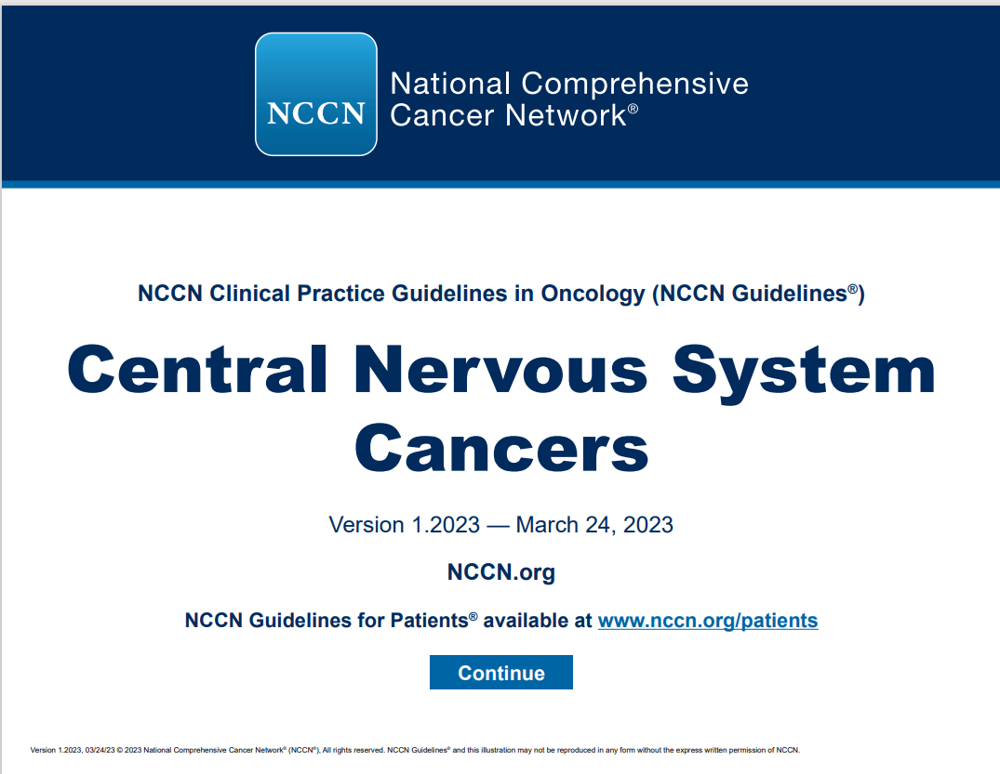 NCCN
National Comprehensive
Cancer Network®
NCCN Clinical Practice Guidelines in Oncology (NCCN Guidelines®)
Central Nervous System
Cancers
Version 1.2023 — March 24, 2023
NCCN.org
NCCN Guidelines for Patients® available at www.nccn.org/patients
Continue
Version 1.2023, 03/24/23 © 2023 National Comprehensive Cancer Network® (NCCN®), All rights reserved. NCCN Guidelines® and this illustration may not be reproduced in any form without the express written permission of NCCN.